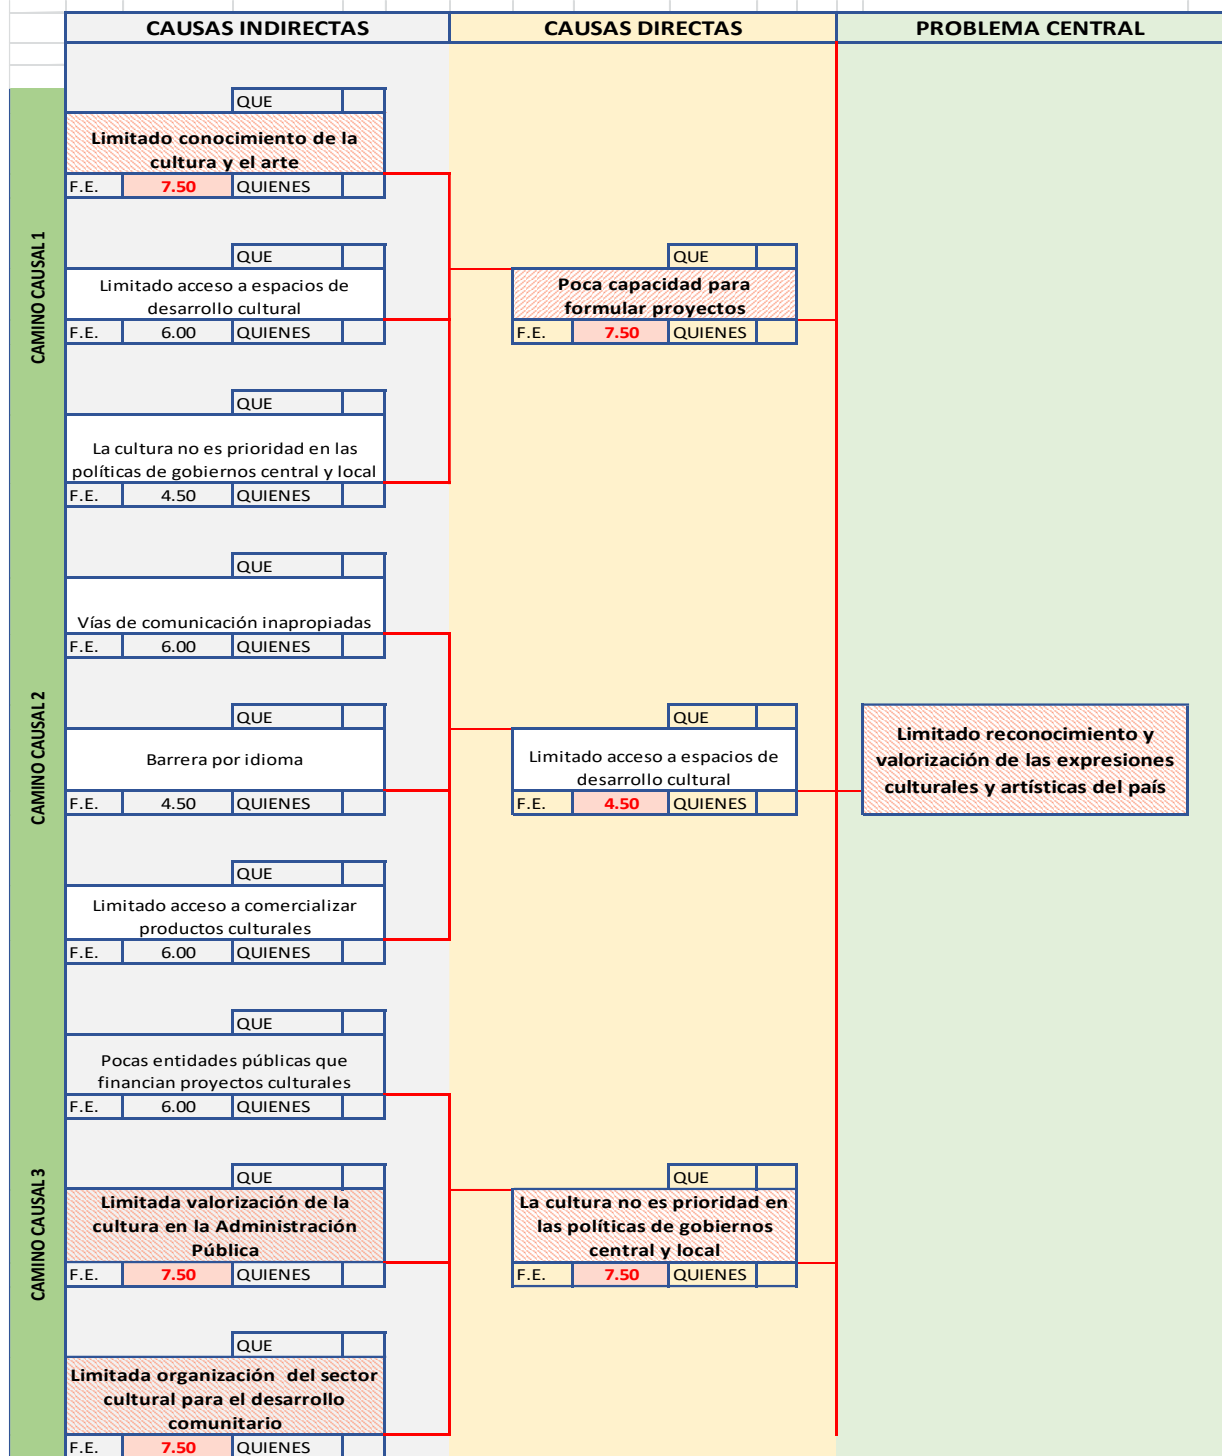 CAUSAS INDIRECTAS
CAUSAS DIRECTAS
PROBLEMA CENTRAL
CAMINO CAUSAL 1
QUE
Limitado conocimiento de la
cultura y el arte
F.E.
7.50
QUIENES
QUE
Limitado acceso a espacios de
desarrollo cultural
F.E.
6.00
QUIENES
QUE
Poca capacidad para
formular proyectos
F.E.
7.50
QUIENES
QUE
La cultura no es prioridad en las
políticas de gobiernos central y local
F.E.
4.50
QUIENES
CAMINO CAUSAL 2
QUE
Vías de comunicación inapropiadas
F.E.
6.00
QUIENES
QUE
Barrera por idioma
F.E.
4.50
QUIENES
QUE
Limitado acceso a espacios de
desarrollo cultural
F.E.
4.50
QUIENES
Limitado reconocimiento y
valorización de las expresiones
culturales y artísticas del país
QUE
Limitado acceso a comercializar
productos culturales
F.E.
6.00
QUIENES
CAMINO CAUSAL 3
QUE
Pocas entidades públicas que
financian proyectos culturales
F.E.
6.00
QUIENES
QUE
Limitada valorización de la
cultura en la Administración
Pública
F.E.
7.50
QUIENES
QUE
La cultura no es prioridad en
las políticas de gobiernos
central y local
F.E.
7.50
QUIENES
QUE
Limitada organización  del sector
cultural para el desarrollo
comunitario
F.E.
7.50
QUIENES